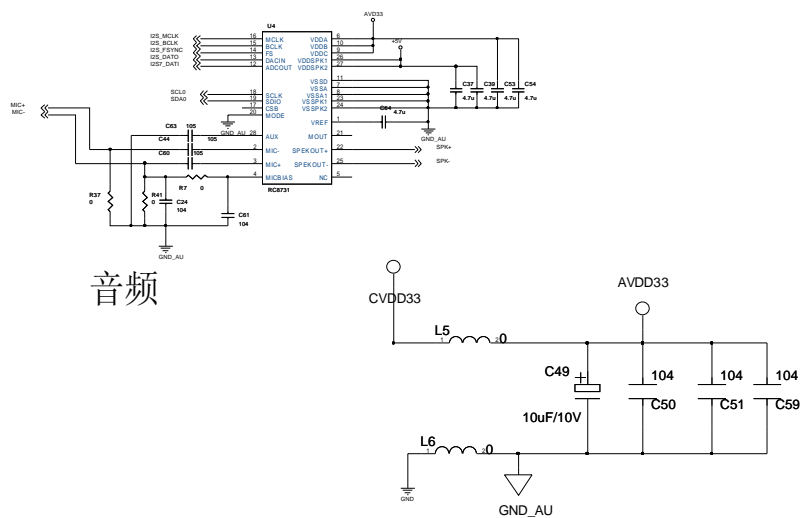 U4
I2S_MCLK
I2S_BCLK
I2S_FSYNC
I2S_DATO
I2S7_DATI
16 MCLK
15 BCLK
14 FS
13 DACIN
12 ADCOUT
SCL0
SDA0
18 SCLK
19 SDIO
17 CSB
20 MODE
GND_AU
MIC+
MIC-
C63 105
C44 105
C60 105
28 AUX
2 MIC-
3 MIC+
4 MICBIAS
R37
0
R41
0
C24
104
R7 0
C61
104
GND_AU
RC8731
AVD33
+5V
VDDA 6
VDDB 10
VDDC 9
VDDSPK1 26
VDDSPK2 27
VSSD 11
VSSA 7
VSSA1 8
VSSPK1 23
VSSPK2 24
VREF 1
MOUT 21
SPEKOUT+ 22
SPEKOUT- 25
NC 5
C64
4.7u
C37
4.7u
C39
4.7u
C53
4.7u
C54
4.7u
GND_AU
SPK+
SPK-
音频
CVDD33
AVDD33
L5
1 2 0
C49
+
10uF/10V
104
C50
104
C51
104
C59
L6
1 2 0
GND
GND_AU